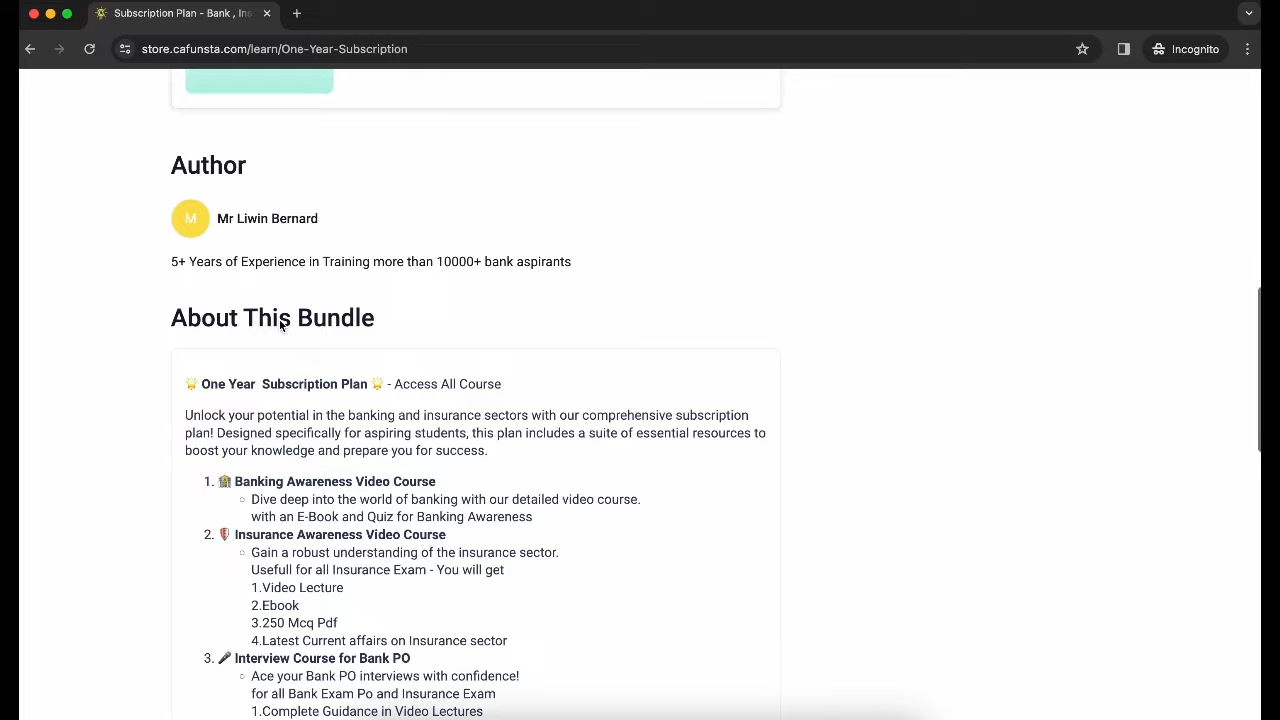 Subscription Plan - Bank , Ins
store.cafunsta.com/learn/One-Year-Subscription
Incognito
Author
M
Mr Liwin Bernard
5+ Years of Experience in Training more than 10000+ bank aspirants
About This Bundle
🌟 One Year Subscription Plan 🌟 - Access All Course
Unlock your potential in the banking and insurance sectors with our comprehensive subscription
plan! Designed specifically for aspiring students, this plan includes a suite of essential resources to
boost your knowledge and prepare you for success.
1. 🏦 Banking Awareness Video Course
○ Dive deep into the world of banking with our detailed video course.
with an E-Book and Quiz for Banking Awareness
2. 🛡 Insurance Awareness Video Course
○ Gain a robust understanding of the insurance sector.
Usefull for all Insurance Exam - You will get
1.Video Lecture
2.Ebook
3.250 Mcq Pdf
4.Latest Current affairs on Insurance sector
3. 🎤 Interview Course for Bank PO
○ Ace your Bank PO interviews with confidence!
for all Bank Exam Po and Insurance Exam
1.Complete Guidance in Video Lectures